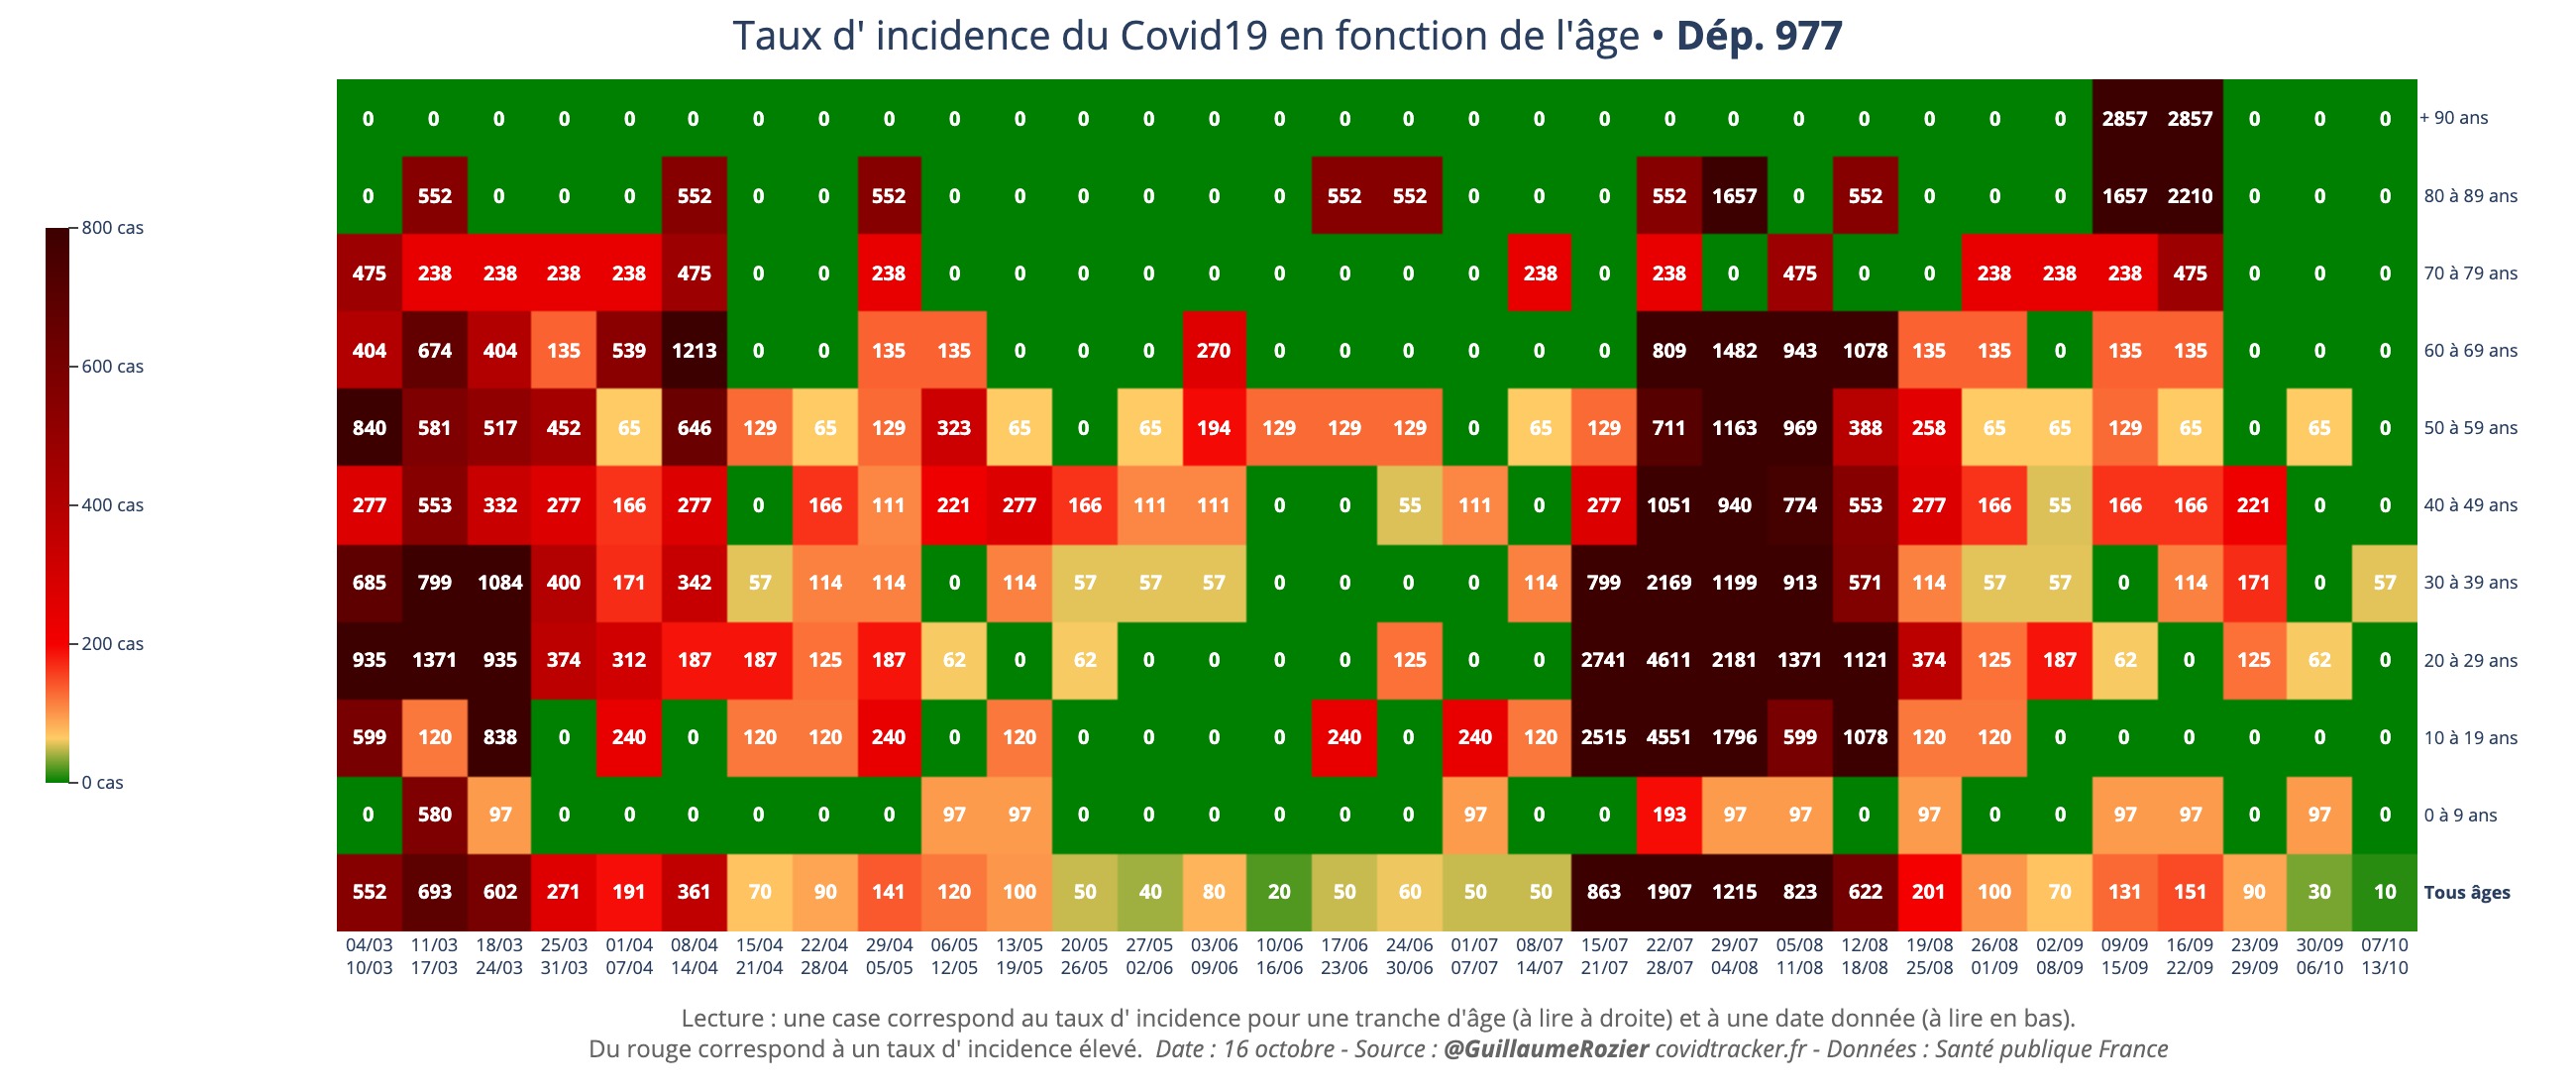 Taux d' incidence du Covid19 en fonction de l'âge • Dép. 977
0 0 0 0 0 0 0 0 0 0 0 0 0 0 0 0 0 0 0 0 0 0 0 0 0 0 0 2857 2857 0 0 0 + 90 ans
0 552 0 0 0 552 0 0 552 0 0 0 0 0 0 552 552 0 0 0 552 1657 0 552 0 0 0 1657 2210 0 0 0 80 à 89 ans
800 cas
475 238 238 238 238 475 0 0 238 0 0 0 0 0 0 0 0 0 238 0 238 0 475 0 0 238 238 238 475 0 0 0 70 à 79 ans
404 674 404 135 539 1213 0 0 135 135 0 0 0 270 0 0 0 0 0 0 809 1482 943 1078 135 135 0 135 135 0 0 0 60 à 69 ans
600 cas
840 581 517 452 65 646 129 65 129 323 65 0 65 194 129 129 129 0 65 129 711 1163 969 388 258 65 65 129 65 0 65 0 50 à 59 ans
400 cas
277 553 332 277 166 277 0 166 111 221 277 166 111 111 0 0 55 111 0 277 1051 940 774 553 277 166 55 166 166 221 0 0 40 à 49 ans
685 799 1084 400 171 342 57 114 114 0 114 57 57 57 0 0 0 0 114 799 2169 1199 913 571 114 57 57 0 114 171 0 57 30 à 39 ans
200 cas
935 1371 935 374 312 187 187 125 187 62 0 62 0 0 0 0 125 0 0 2741 4611 2181 1371 1121 374 125 187 62 0 125 62 0 20 à 29 ans
599 120 838 0 240 0 120 120 240 0 120 0 0 0 0 240 0 240 120 2515 4551 1796 599 1078 120 120 0 0 0 0 0 0 10 à 19 ans
0 cas
0 580 97 0 0 0 0 0 0 97 97 0 0 0 0 0 0 97 0 0 193 97 97 0 97 0 0 97 97 0 97 0 0 à 9 ans
552 693 602 271 191 361 70 90 141 120 100 50 40 80 20 50 60 50 50 863 1907 1215 823 622 201 100 70 131 151 90 30 10 Tous âges
04/03 11/03 18/03 25/03 01/04 08/04 15/04 22/04 29/04 06/05 13/05 20/05 27/05 03/06 10/06 17/06 24/06 01/07 08/07 15/07 22/07 29/07 05/08 12/08 19/08 26/08 02/09 09/09 16/09 23/09 30/09 07/10
10/03 17/03 24/03 31/03 07/04 14/04 21/04 28/04 05/05 12/05 19/05 26/05 02/06 09/06 16/06 23/06 30/06 07/07 14/07 21/07 28/07 04/08 11/08 18/08 25/08 01/09 08/09 15/09 22/09 29/09 06/10 13/10
Lecture : une case correspond au taux d' incidence pour une tranche d'âge (à lire à droite) et à une date donnée (à lire en bas).
Du rouge correspond à un taux d' incidence élevé. Date : 16 octobre - Source : @GuillaumeRozier covidtracker.fr - Données : Santé publique France